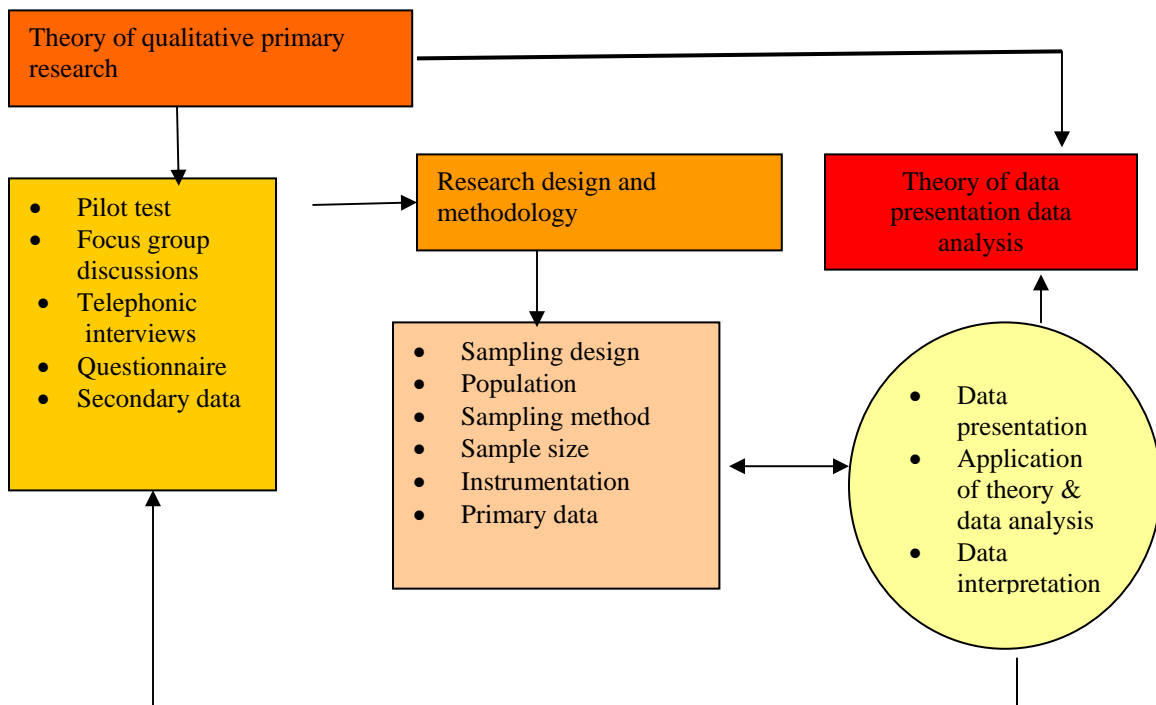 Theory of qualitative primary
research
• Pilot test
• Focus group
discussions
• Telephonic
interviews
• Questionnaire
• Secondary data
Research design and
methodology
• Sampling design
• Population
• Sampling method
• Sample size
• Instrumentation
• Primary data
Theory of data
presentation data
analysis
• Data
presentation
• Application
of theory &
data analysis
• Data
interpretation